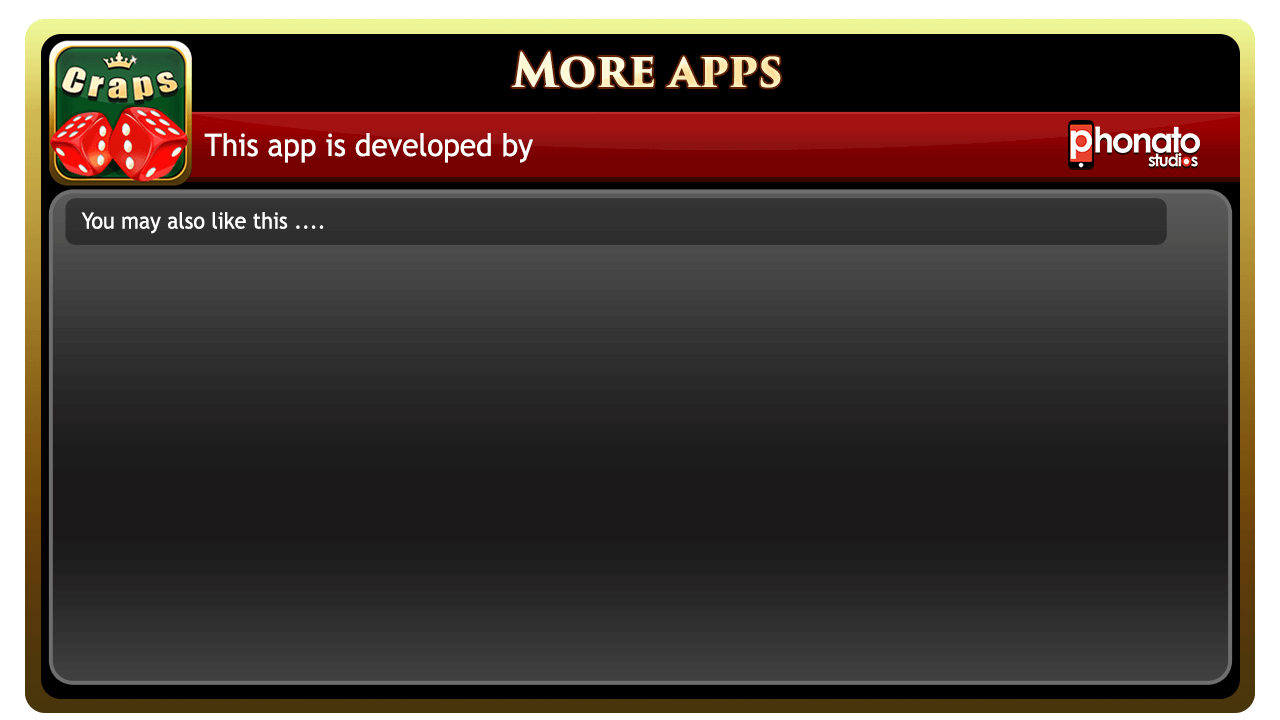 More apps
Craps
This app is developed by
phonato
studios
You may also like this ....